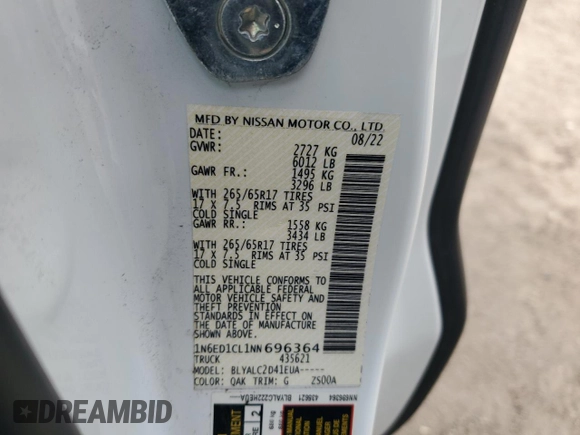 MFD BY NISSAN MOTOR CO., LTD
DATE: 08/22
GVWR: 2727 KG
6012 LB
GAWR FR.: 1495 KG
3296 LB
WITH 265/65R17 TIRES
17 X 7.5 RIMS AT 35 PSI
COLD SINGLE
GAWR RR.: 1558 KG
3434 LB
WITH 265/65R17 TIRES
17 X 7.5 RIMS AT 35 PSI
COLD SINGLE
THIS VEHICLE CONFORMS TO
ALL APPLICABLE FEDERAL
MOTOR VEHICLE SAFETY AND
THEFT PREVENTION
STANDARDS IN EFFECT ON
THE DATE OF MANUFACTURE
SHOWN ABOVE.
1N6ED1CL1NN696364
TRUCK 435621
MODEL: BLYALC2D41EUA-----
COLOR: QAK TRIM: G ZS00A
NN696364 435621 BLYALC222HEUA
EZAUTOBID